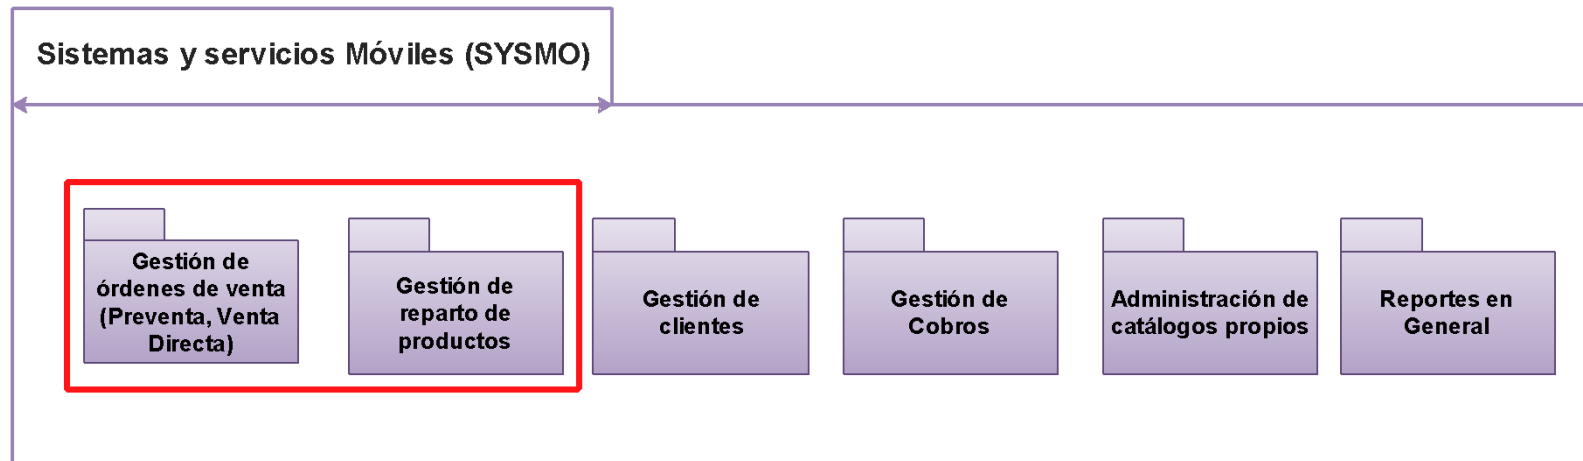 Sistemas y servicios Móviles (SYSMO)
Gestión de
órdenes de venta
(Preventa, Venta
Directa)
Gestión de
reparto de
productos
Gestión de
clientes
Gestión de
Cobros
Administración de
catálogos propios
Reportes en
General